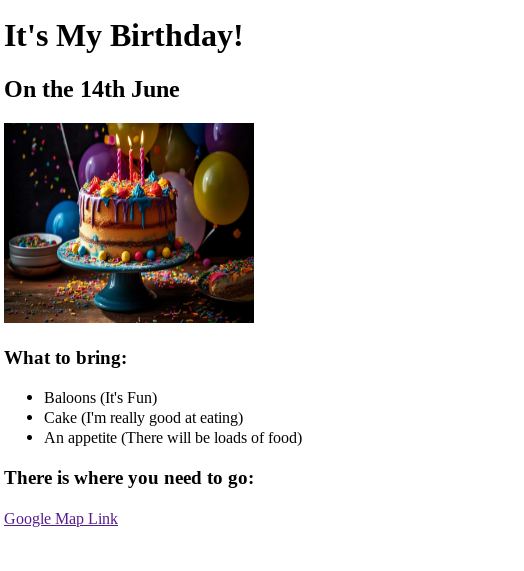 It's My Birthday!
On the 14th June
What to bring:
Baloons (It's Fun)
Cake (I'm really good at eating)
An appetite (There will be loads of food)
There is where you need to go:
Google Map Link